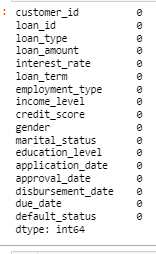 customer_id 0
loan_id 0
loan_type 0
loan_amount 0
interest_rate 0
loan_term 0
employment_type 0
income_level 0
credit_score 0
gender 0
marital_status 0
education_level 0
application_date 0
approval_date 0
disbursement_date 0
due_date 0
default_status 0
dtype: int64